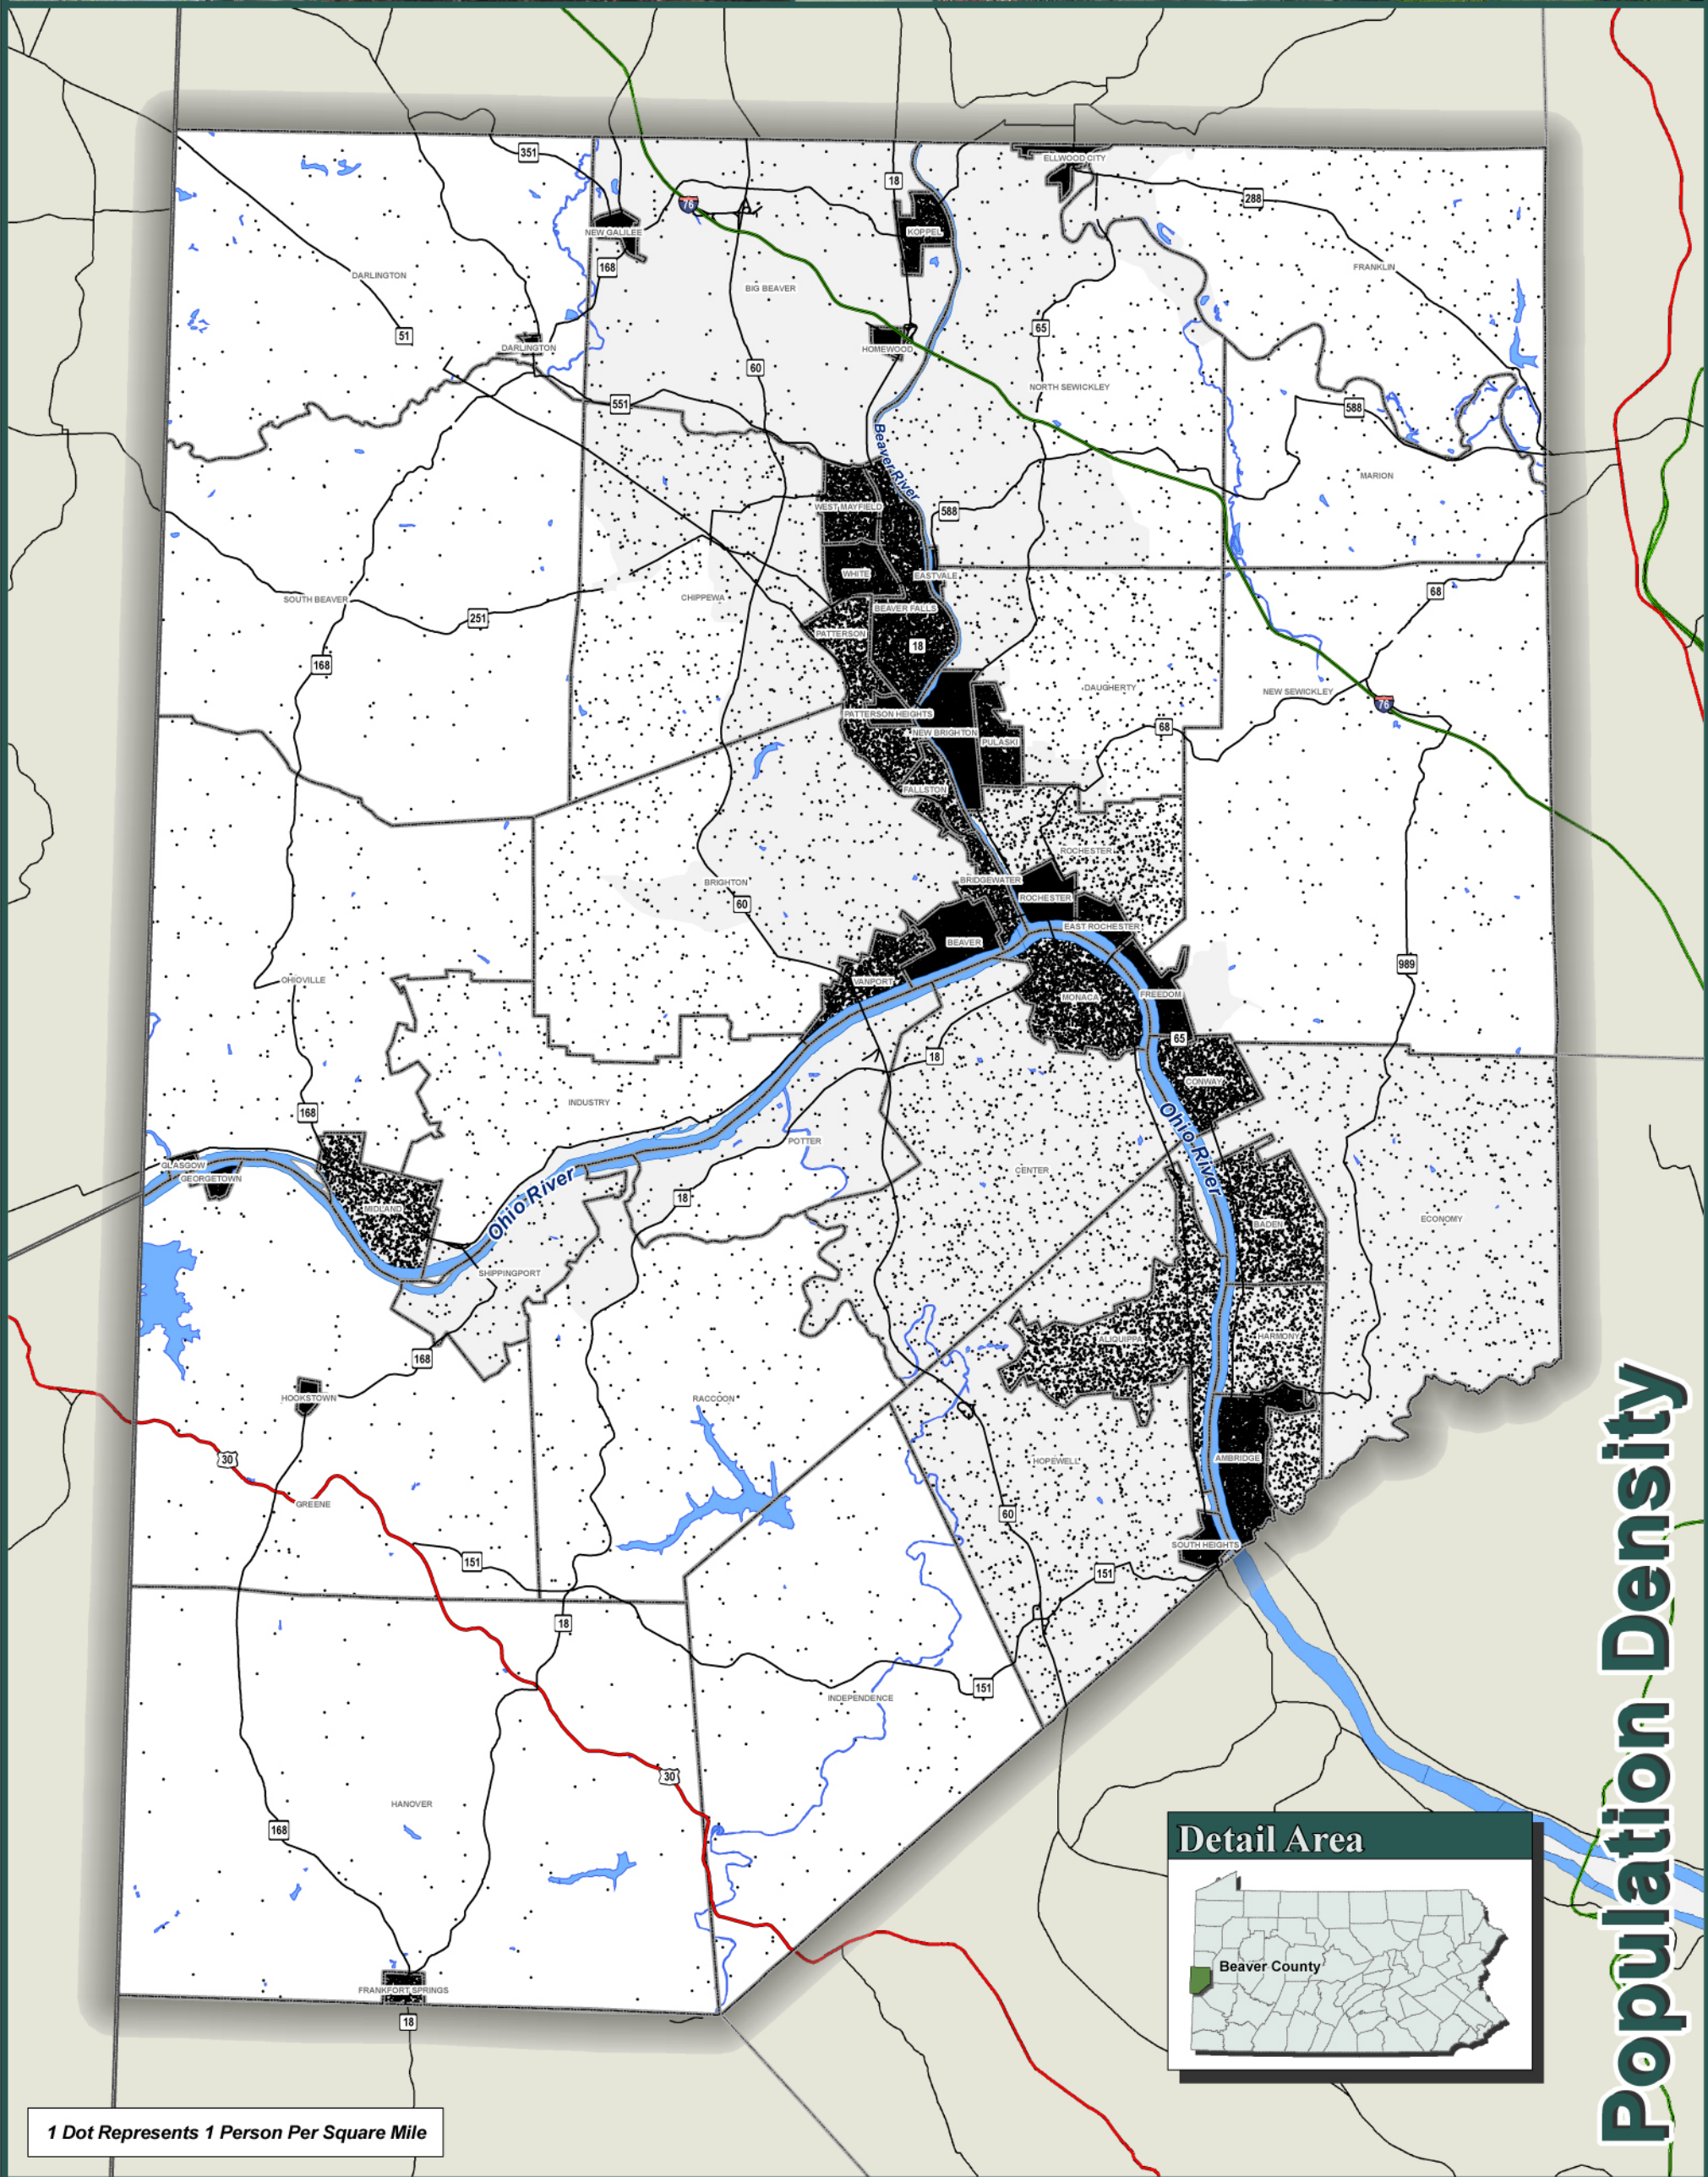 351
18
ELLWOOD CITY
288
76
KOPPEL
NEW GALILEE
168
DARLINGTON
FRANKLIN
BIG BEAVER
51
65
DARLINGTON
HOMEWOOD
60
NORTH SEWICKLEY
551
588
Beaver River
MARION
WEST MAYFIELD
588
WHITE
EASTVALE
68
SOUTH BEAVER
CHIPPEWA
BEAVER FALLS
251
PATTERSON
18
168
DAUGHERTY
NEW SEWICKLEY
76
PATTERSON HEIGHTS
68
NEW BRIGHTON
PULASKI
FALLSTON
ROCHESTER
BRIDGEWATER
BRIGHTON
60
ROCHESTER
EAST ROCHESTER
BEAVER
989
OHIOVILLE
VANPORT
MONACA
FREEDOM
65
18
CONWAY
INDUSTRY
168
Ohio River
POTTER
GLASGOW
CENTER
GEORGETOWN
18
Ohio River
MIDLAND
BADEN
ECONOMY
SHIPPINGPORT
ALIQUIPPA
HARMONY
168
HOOKSTOWN
RACCOON
30
HOPEWELL
AMBRIDGE
GREENE
60
SOUTH HEIGHTS
151
151
18
151
INDEPENDENCE
30
HANOVER
168
FRANKFORT SPRINGS
18
Population Density
Detail Area
Beaver County
1 Dot Represents 1 Person Per Square Mile